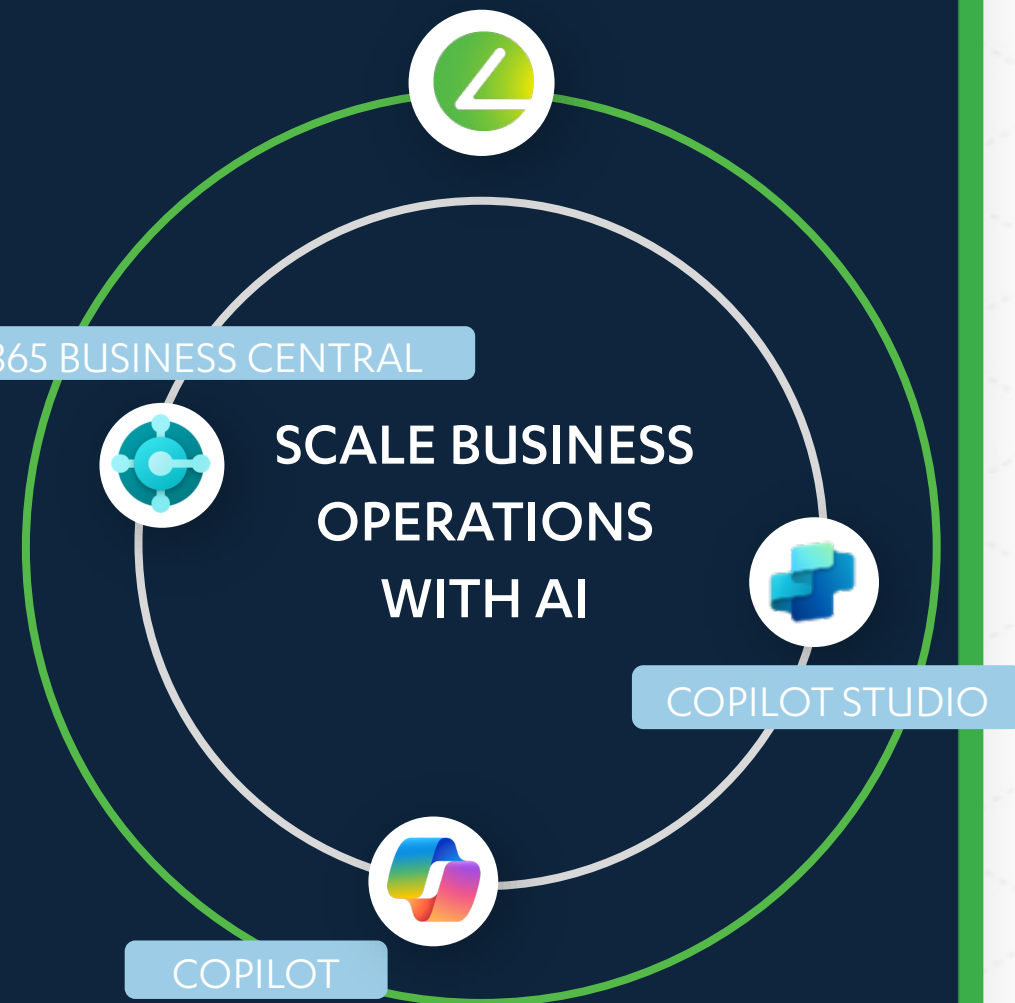 365 BUSINESS CENTRAL
SCALE BUSINESS
OPERATIONS
WITH AI
COPILOT STUDIO
COPILOT